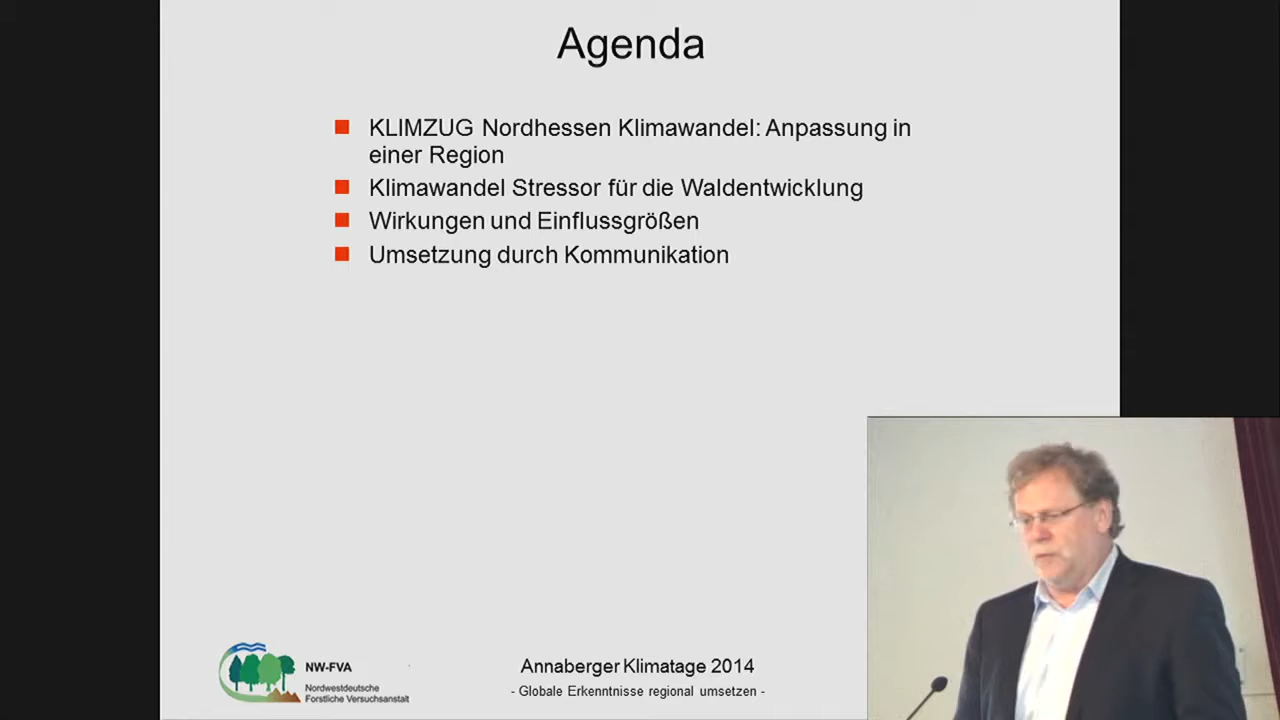 Agenda
KLIMZUG Nordhessen Klimawandel: Anpassung in
einer Region
Klimawandel Stressor für die Waldentwicklung
Wirkungen und Einflussgrößen
Umsetzung durch Kommunikation
NW-FVA
Nordwestdeutsche
Forstliche Versuchsanstalt
Annaberger Klimatage 2014
- Globale Erkenntnisse regional umsetzen -